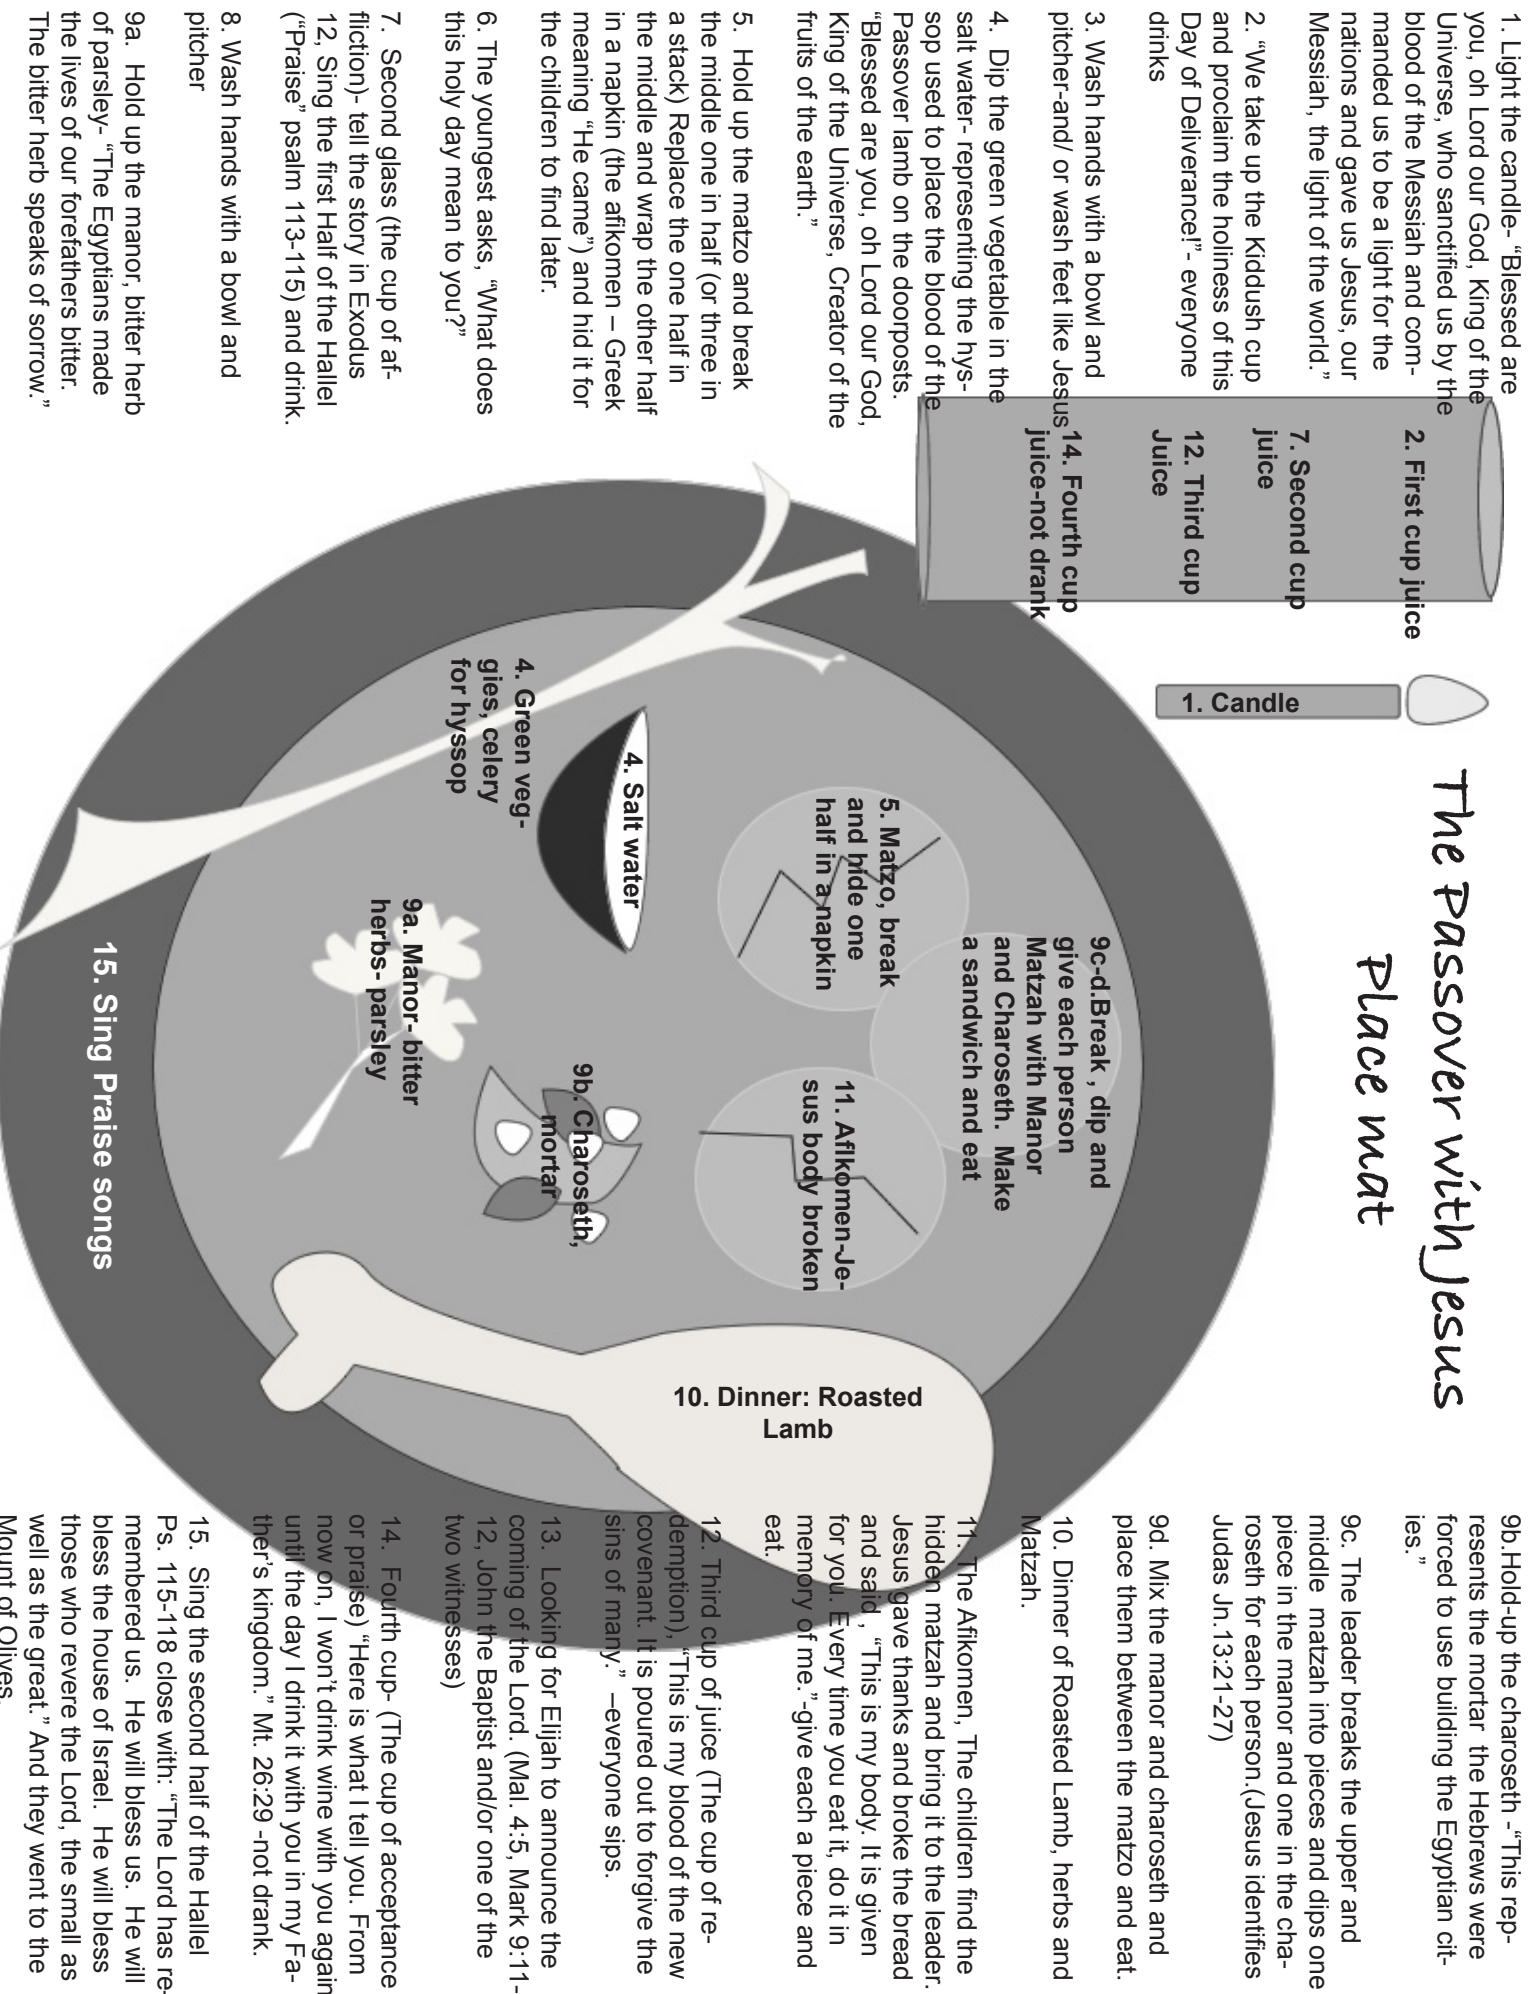 The Passover with Jesus
Place mat
1. Light the candle- “Blessed are
you, oh Lord our God, King of the
Universe, who sanctified us by the
blood of the Messiah and com-
manded us to be a light for the
nations and gave us Jesus, our
Messiah, the light of the world.”
2. “We take up the Kiddush cup
and proclaim the holiness of this
Day of Deliverance!”- everyone
drinks
3. Wash hands with a bowl and
pitcher-and/ or wash feet like Jesus
4. Dip the green vegetable in the
salt water- representing the hys-
sop used to place the blood of the
Passover lamb on the doorposts.
“Blessed are you, oh Lord our God,
King of the Universe, Creator of the
fruits of the earth.”
5. Hold up the matzo and break
the middle one in half (or three in
a stack) Replace the one half in
the middle and wrap the other half
in a napkin (the afikomen – Greek
meaning “He came”) and hid it for
the children to find later.
6. The youngest asks, “What does
this holy day mean to you?”
7. Second glass (the cup of af-
fliction)- tell the story in Exodus
12, Sing the first Half of the Hallel
(“Praise” psalm 113-115) and drink.
8. Wash hands with a bowl and
pitcher
9a. Hold up the manor, bitter herb
of parsley- “The Egyptians made
the lives of our forefathers bitter.
The bitter herb speaks of sorrow.”
2. First cup juice
7. Second cup
juice
12. Third cup
Juice
14. Fourth cup
juice-not drank
1. Candle
9c-d.Break , dip and
give each person
Matzah with Manor
and Charoseth. Make
a sandwich and eat
5. Matzo, break
and hide one
half in a napkin
11. Afikomen-Je-
sus body broken
4. Salt water
4. Green veg-
gies, celery
for hyssop
9b. Charoseth,
mortar
9a. Manor- bitter
herbs- parsley
10. Dinner: Roasted
Lamb
15. Sing Praise songs
9b.Hold-up the charoseth -“This rep-
resents the mortar the Hebrews were
forced to use building the Egyptian cit-
ies.”
9c. The leader breaks the upper and
middle matzah into pieces and dips one
piece in the manor and one in the cha-
roseth for each person.(Jesus identifies
Judas Jn.13:21-27)
9d. Mix the manor and charoseth and
place them between the matzo and eat.
10. Dinner of Roasted Lamb, herbs and
Matzah.
11. The Afikomen, The children find the
hidden matzah and bring it to the leader.
Jesus gave thanks and broke the bread
and said , “This is my body. It is given
for you. Every time you eat it, do it in
memory of me.”-give each a piece and
eat.
12. Third cup of juice (The cup of re-
demption), “This is my blood of the new
covenant. It is poured out to forgive the
sins of many.” –everyone sips.
13. Looking for Elijah to announce the
coming of the Lord. (Mal. 4:5, Mark 9:11-
12, John the Baptist and/or one of the
two witnesses)
14. Fourth cup- (The cup of acceptance
or praise) “Here is what I tell you. From
now on, I won’t drink wine with you again
until the day I drink it with you in my Fa-
ther’s kingdom.” Mt. 26:29 -not drank.
15. Sing the second half of the Hallel
Ps. 115-118 close with: “The Lord has re-
membered us. He will bless us. He will
bless the house of Israel. He will bless
those who revere the Lord, the small as
well as the great.” And they went to the
Mount of Olives.